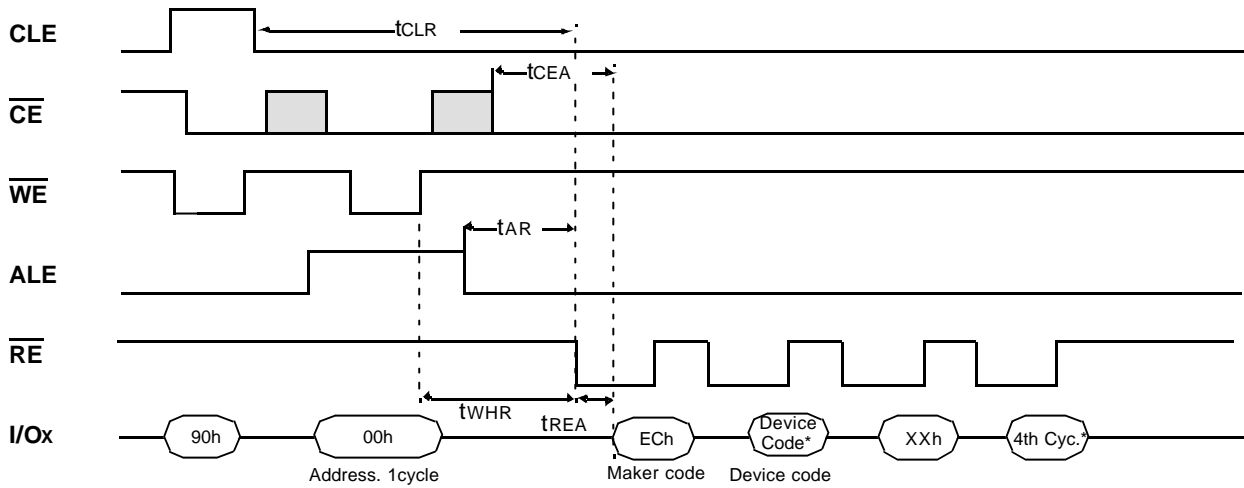 CLE
tCLR
tCEA
CE
WE
tAR
ALE
RE
tWHR
tREA
I/Ox
90h
00h
ECh
Device
Code*
XXh
4th Cyc.*
Address. 1cycle
Maker code
Device code